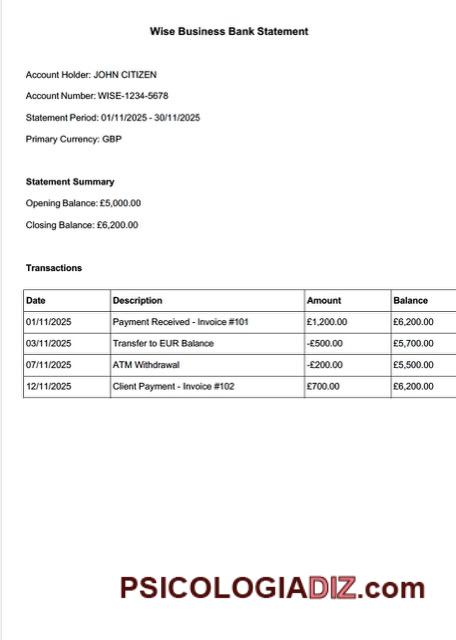 Wise Business Bank Statement
Account Holder: JOHN CITIZEN
Account Number: WISE-1234-5678
Statement Period: 01/11/2025 - 30/11/2025
Primary Currency: GBP
Statement Summary
Opening Balance: £5,000.00
Closing Balance: £6,200.00
Transactions
Date Description Amount Balance
01/11/2025 Payment Received - Invoice #101 £1,200.00 £6,200.00
03/11/2025 Transfer to EUR Balance -£500.00 £5,700.00
07/11/2025 ATM Withdrawal -£200.00 £5,500.00
12/11/2025 Client Payment - Invoice #102 £700.00 £6,200.00
PSICOLOGIADIZ.com